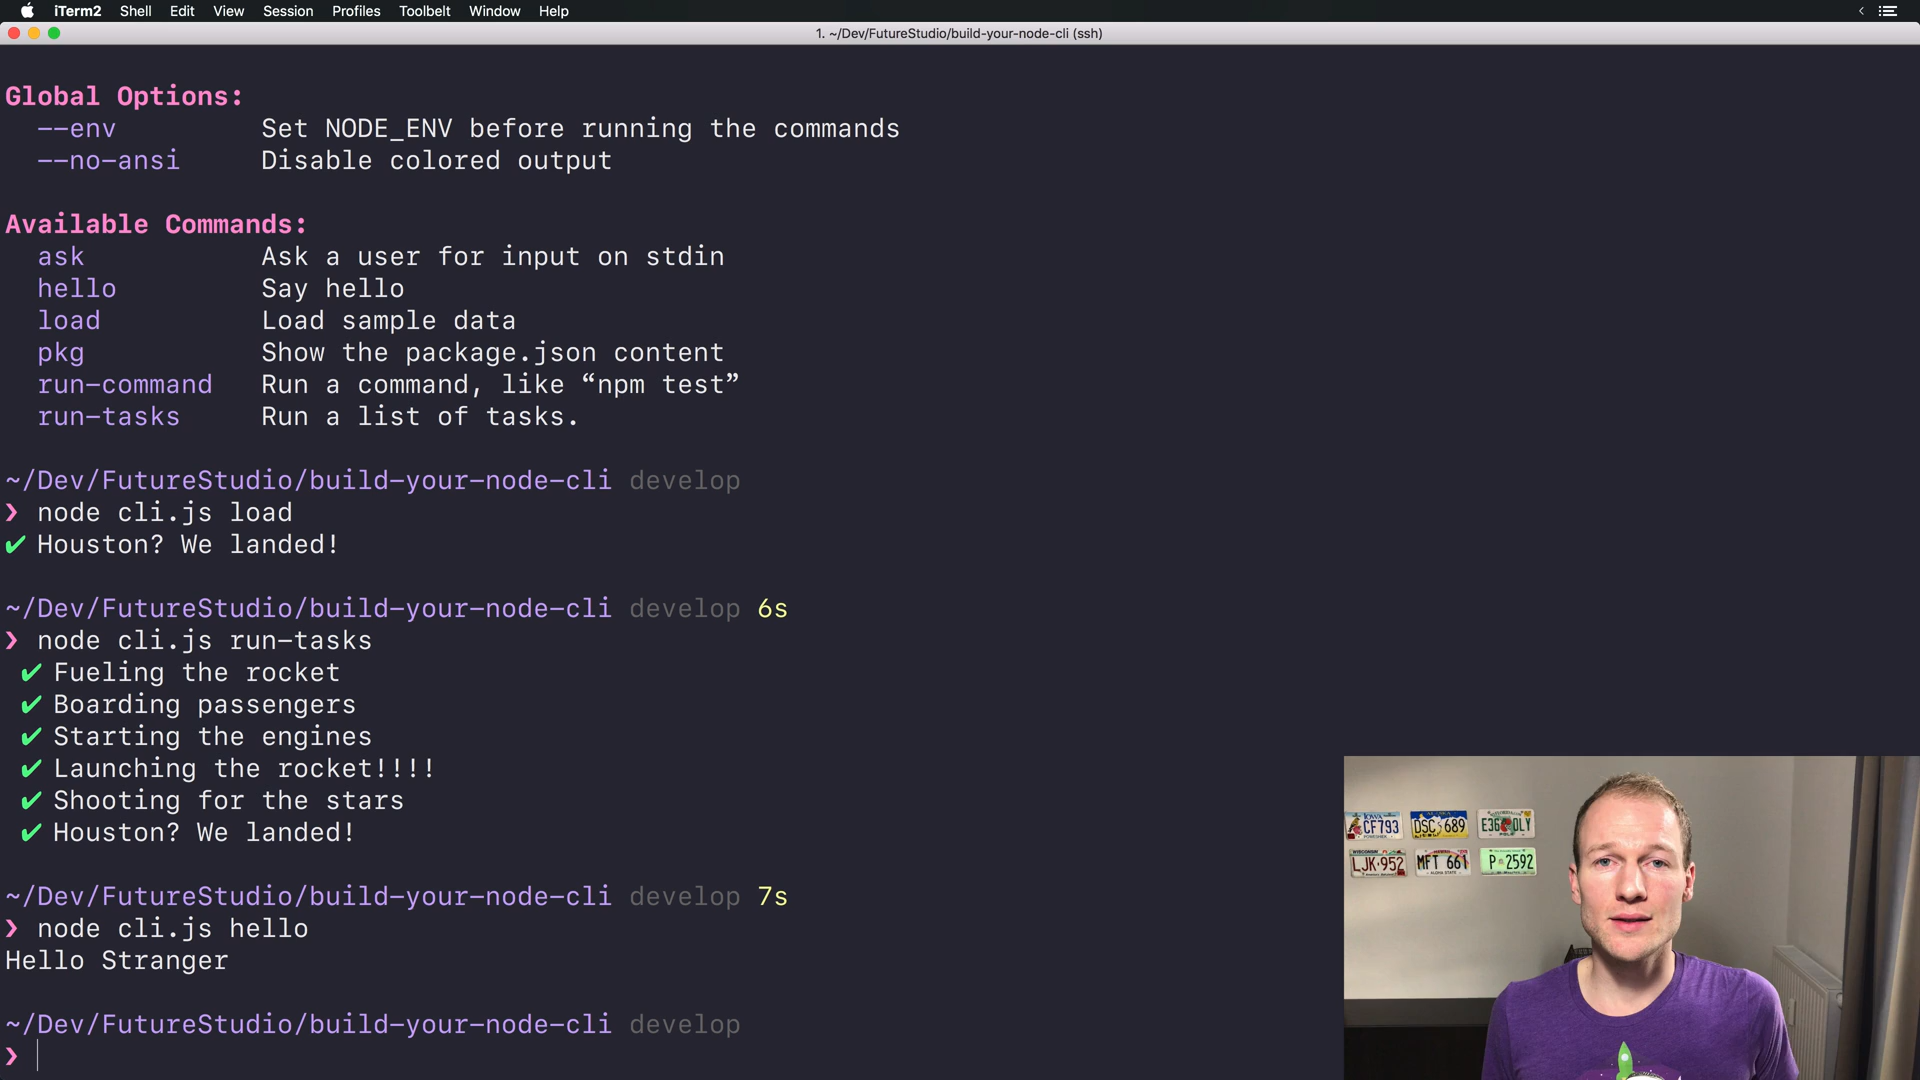 iTerm2 Shell Edit View Session Profiles Toolbelt Window Help
1. ~/Dev/FutureStudio/build-your-node-cli (ssh)
Global Options:
--env Set NODE_ENV before running the commands
--no-ansi Disable colored output
Available Commands:
ask Ask a user for input on stdin
hello Say hello
load Load sample data
pkg Show the package.json content
run-command Run a command, like “npm test”
run-tasks Run a list of tasks.
~/Dev/FutureStudio/build-your-node-cli develop
❯ node cli.js load
✔ Houston? We landed!
~/Dev/FutureStudio/build-your-node-cli develop 6s
❯ node cli.js run-tasks
✔ Fueling the rocket
✔ Boarding passengers
✔ Starting the engines
✔ Launching the rocket!!!!
✔ Shooting for the stars
✔ Houston? We landed!
~/Dev/FutureStudio/build-your-node-cli develop 7s
❯ node cli.js hello
Hello Stranger
~/Dev/FutureStudio/build-your-node-cli develop
❯
IOWA
CF793 DSC 689 E36 OLY
POLK
WISCONSIN HAWAII
LJK-952 MFT 661 P 2592
ALOHA STATE